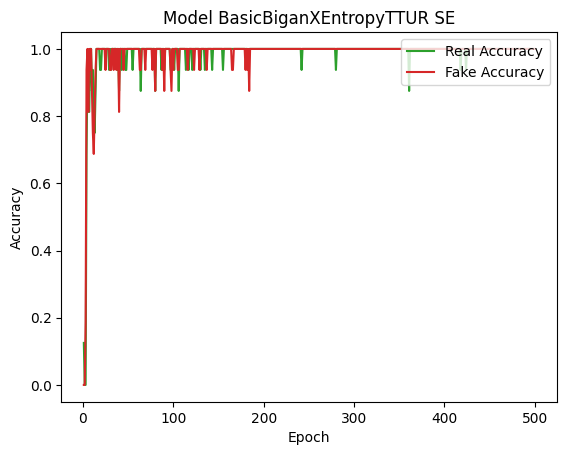 Model BasicBiganXEntropyTTUR SE
Real Accuracy
Fake Accuracy
Accuracy
1.0
0.8
0.6
0.4
0.2
0.0
0 100 200 300 400 500
Epoch